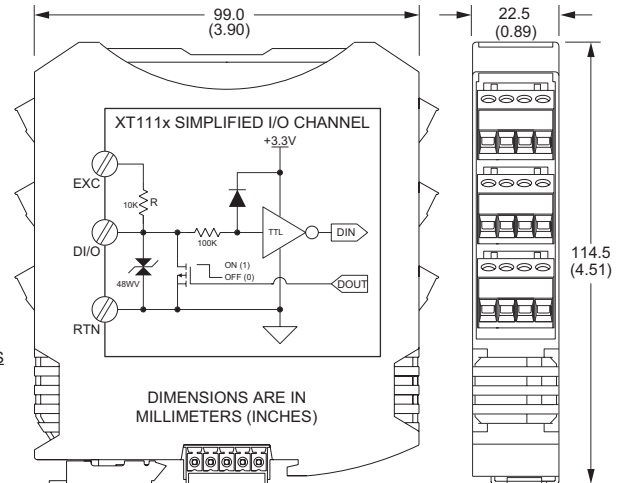 99.0
(3.90)
22.5
(0.89)
XT111x SIMPLIFIED I/O CHANNEL
+3.3V
EXC
10K
R
DI/O
100K
TTL
DIN
48WV
ON (1)
OFF (0)
DOUT
RTN
114.5
(4.51)
S
DIMENSIONS ARE IN
MILLIMETERS (INCHES)